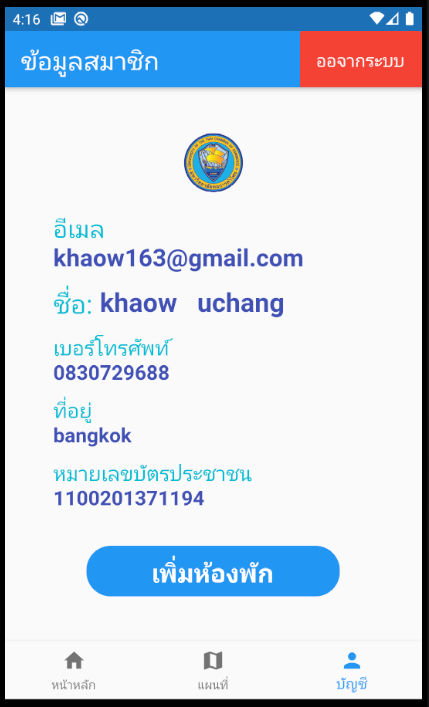 4:16
ข้อมูลสมาชิก
ออจากระบบ
อีเมล
khaow163@gmail.com
ชื่อ: khaow uchang
เบอร์โทรศัพท์
0830729688
ที่อยู่
bangkok
หมายเลขบัตรประชาชน
1100201371194
เพิ่มห้องพัก
หน้าหลัก
แผนที่
บัญชี